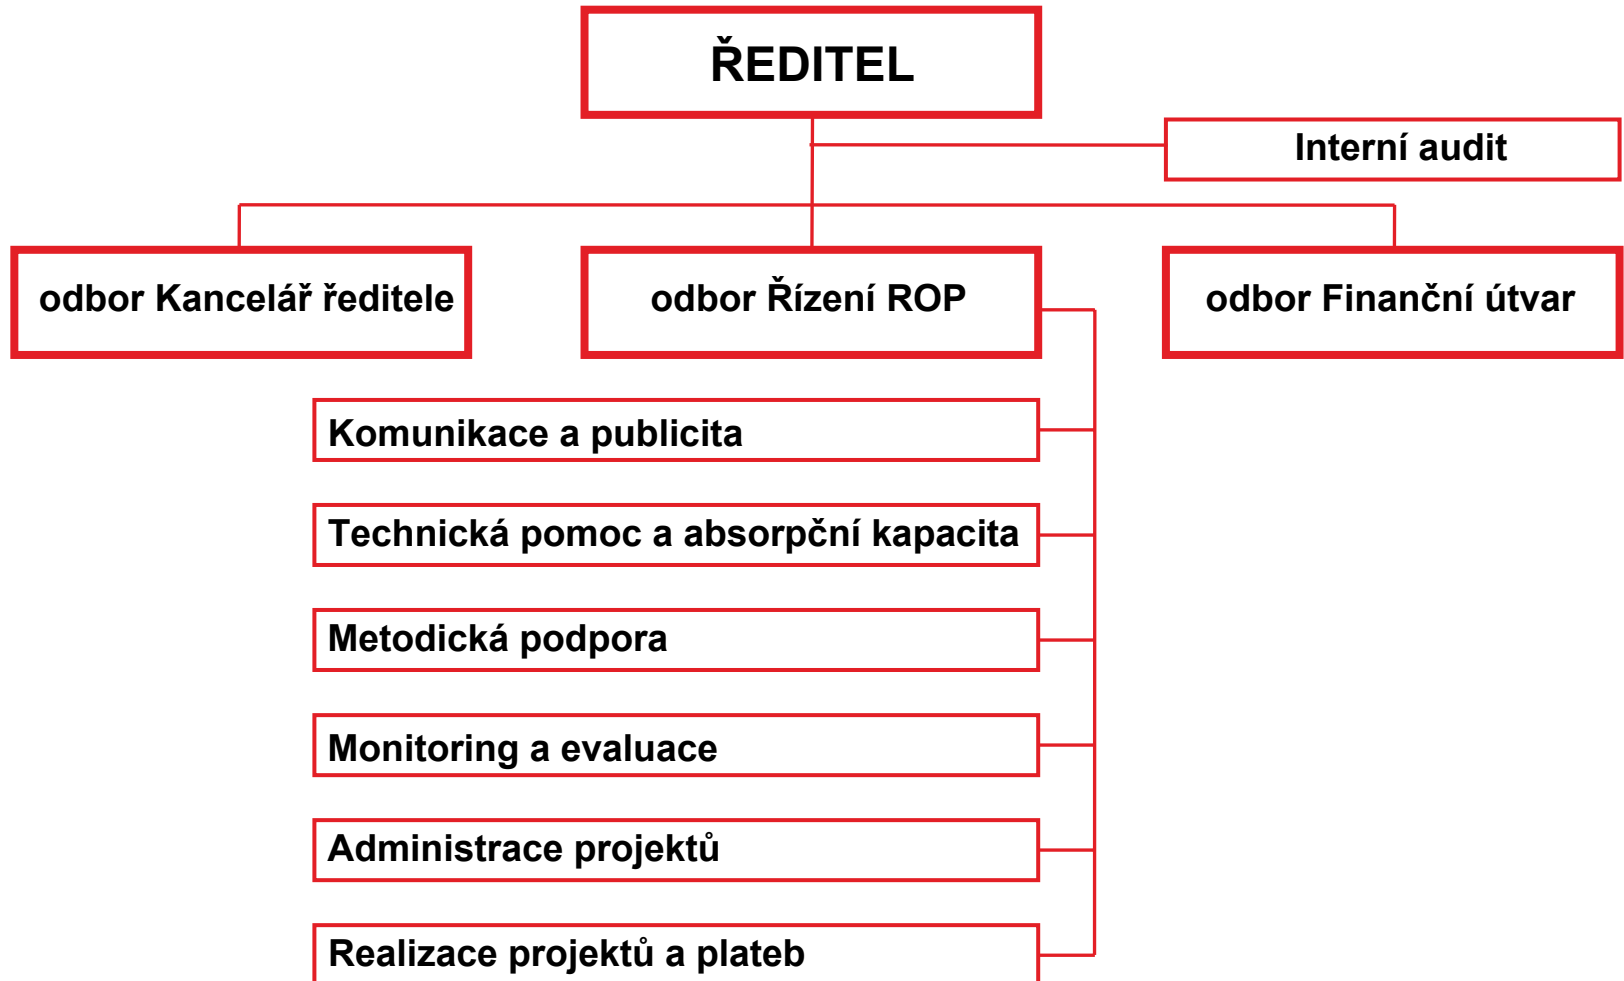 ŘEDITEL
Interní audit
odbor Kancelář ředitele
odbor Řízení ROP
odbor Finanční útvar
Komunikace a publicita
Technická pomoc a absorpční kapacita
Metodická podpora
Monitoring a evaluace
Administrace projektů
Realizace projektů a plateb